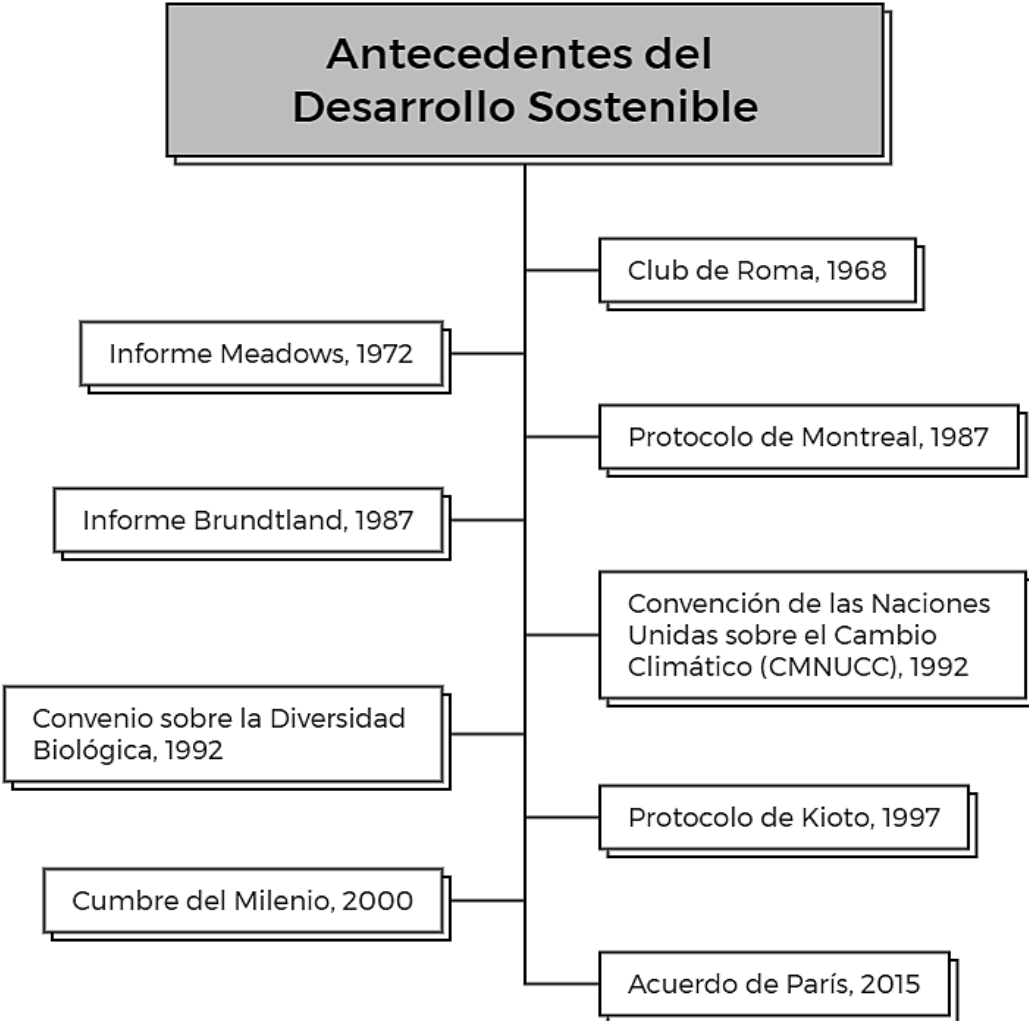 Antecedentes del
Desarrollo Sostenible
Club de Roma, 1968
Informe Meadows, 1972
Protocolo de Montreal, 1987
Informe Brundtland, 1987
Convención de las Naciones
Unidas sobre el Cambio
Climático (CMNUCC), 1992
Convenio sobre la Diversidad
Biológica, 1992
Protocolo de Kioto, 1997
Cumbre del Milenio, 2000
Acuerdo de París, 2015